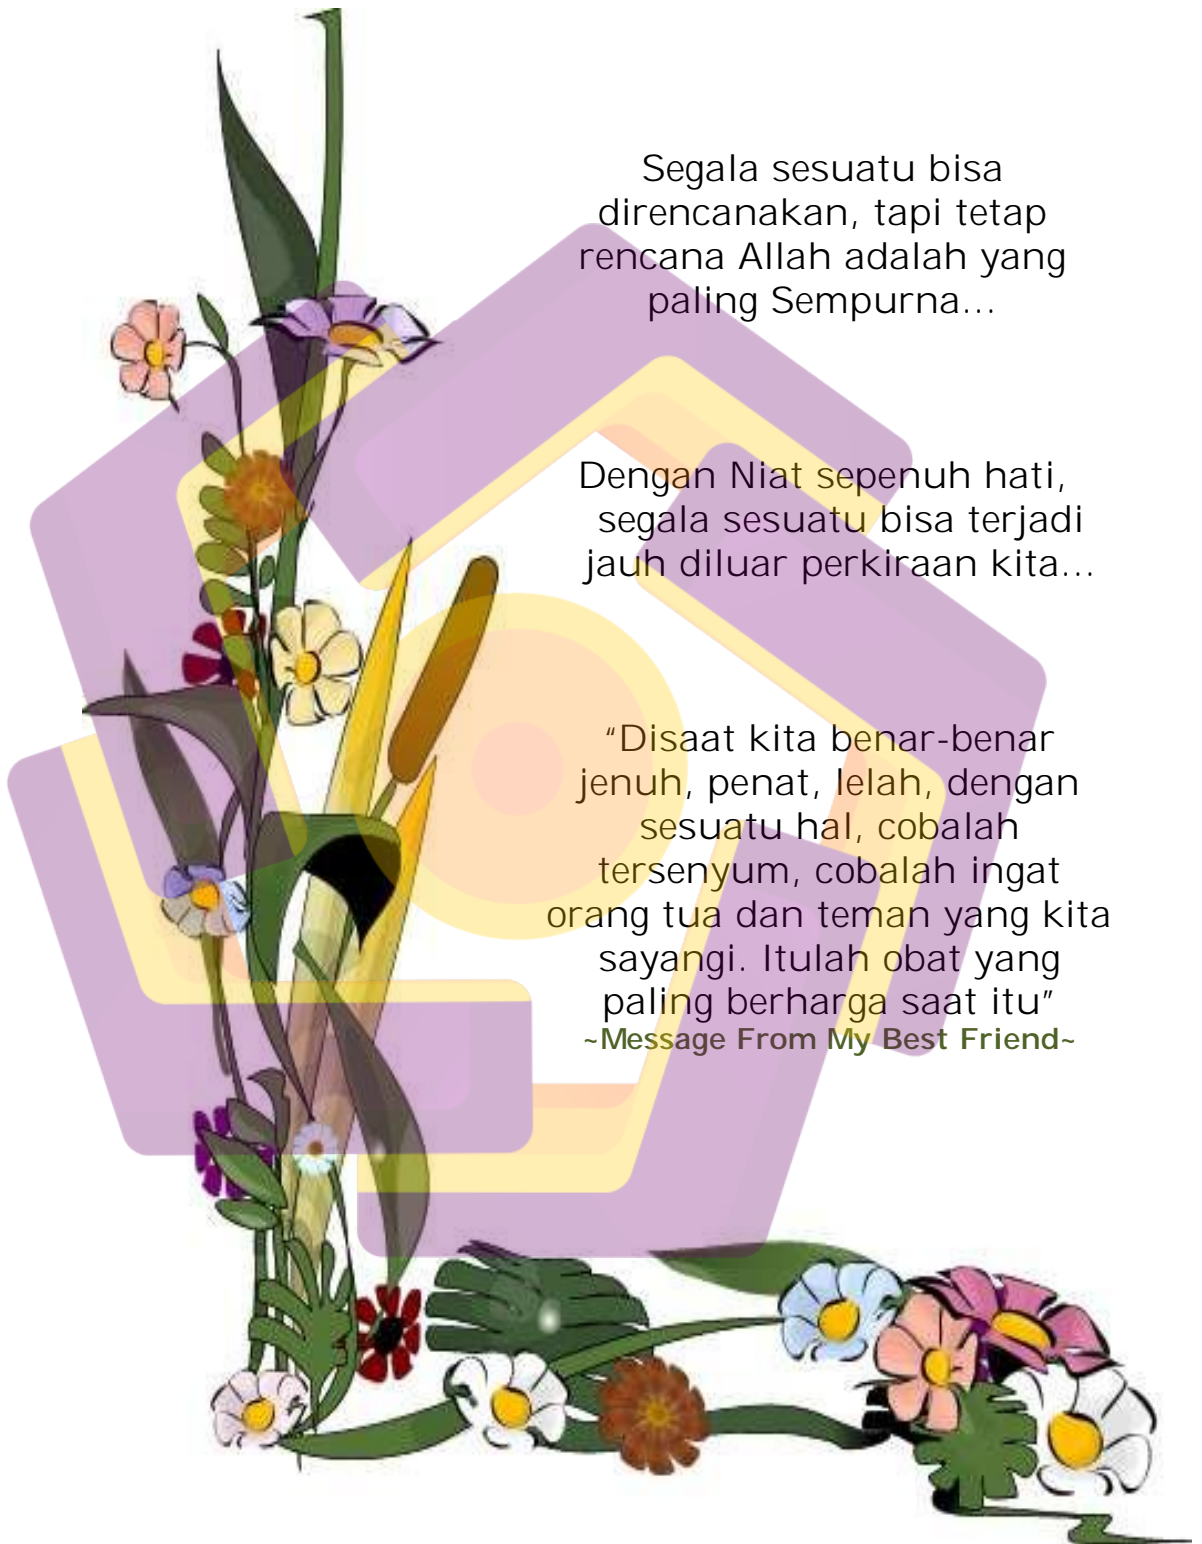 Segala sesuatu bisa
direncanakan, tapi tetap
rencana Allah adalah yang
paling Sempurna...
Dengan Niat sepenuh hati,
segala sesuatu bisa terjadi
jauh diluar perkiraan kita...
“Disaat kita benar-benar
jenuh, penat, lelah, dengan
sesuatu hal, cobalah
tersenyum, cobalah ingat
orang tua dan teman yang kita
sayangi. Itulah obat yang
paling berharga saat itu”
~Message From My Best Friend~